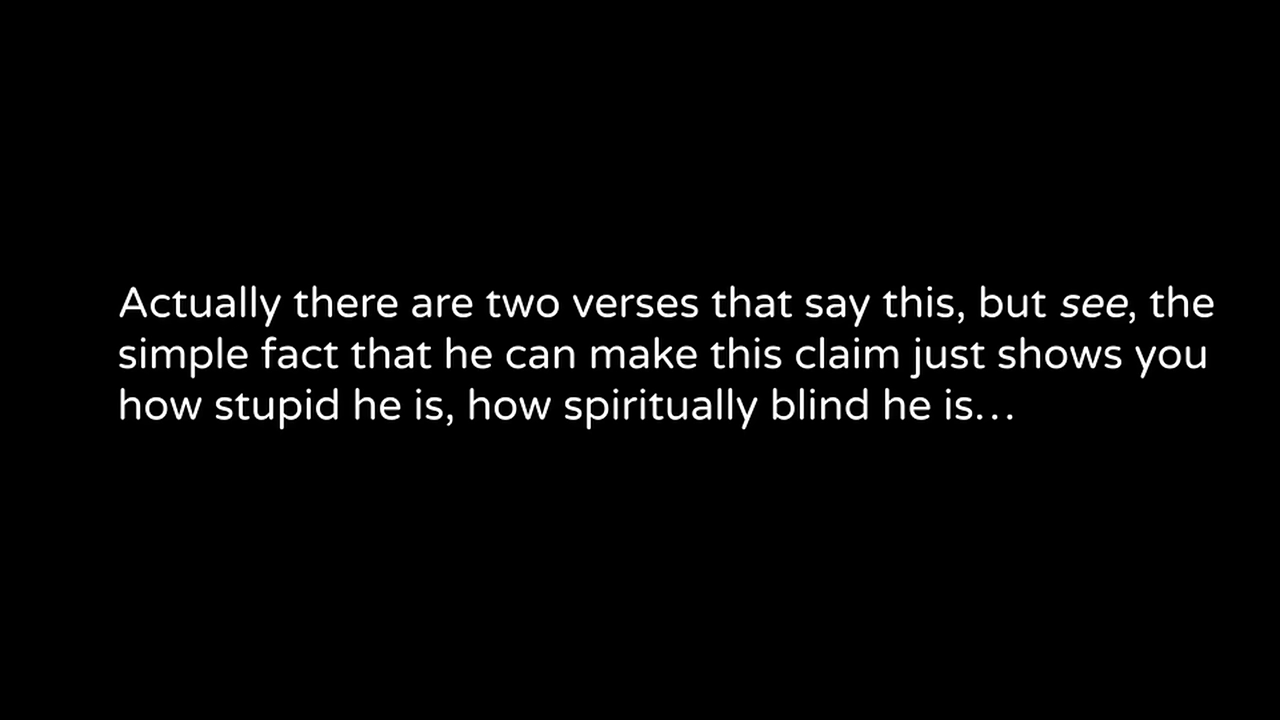 Actually there are two verses that say this, but see, the
simple fact that he can make this claim just shows you
how stupid he is, how spiritually blind he is…